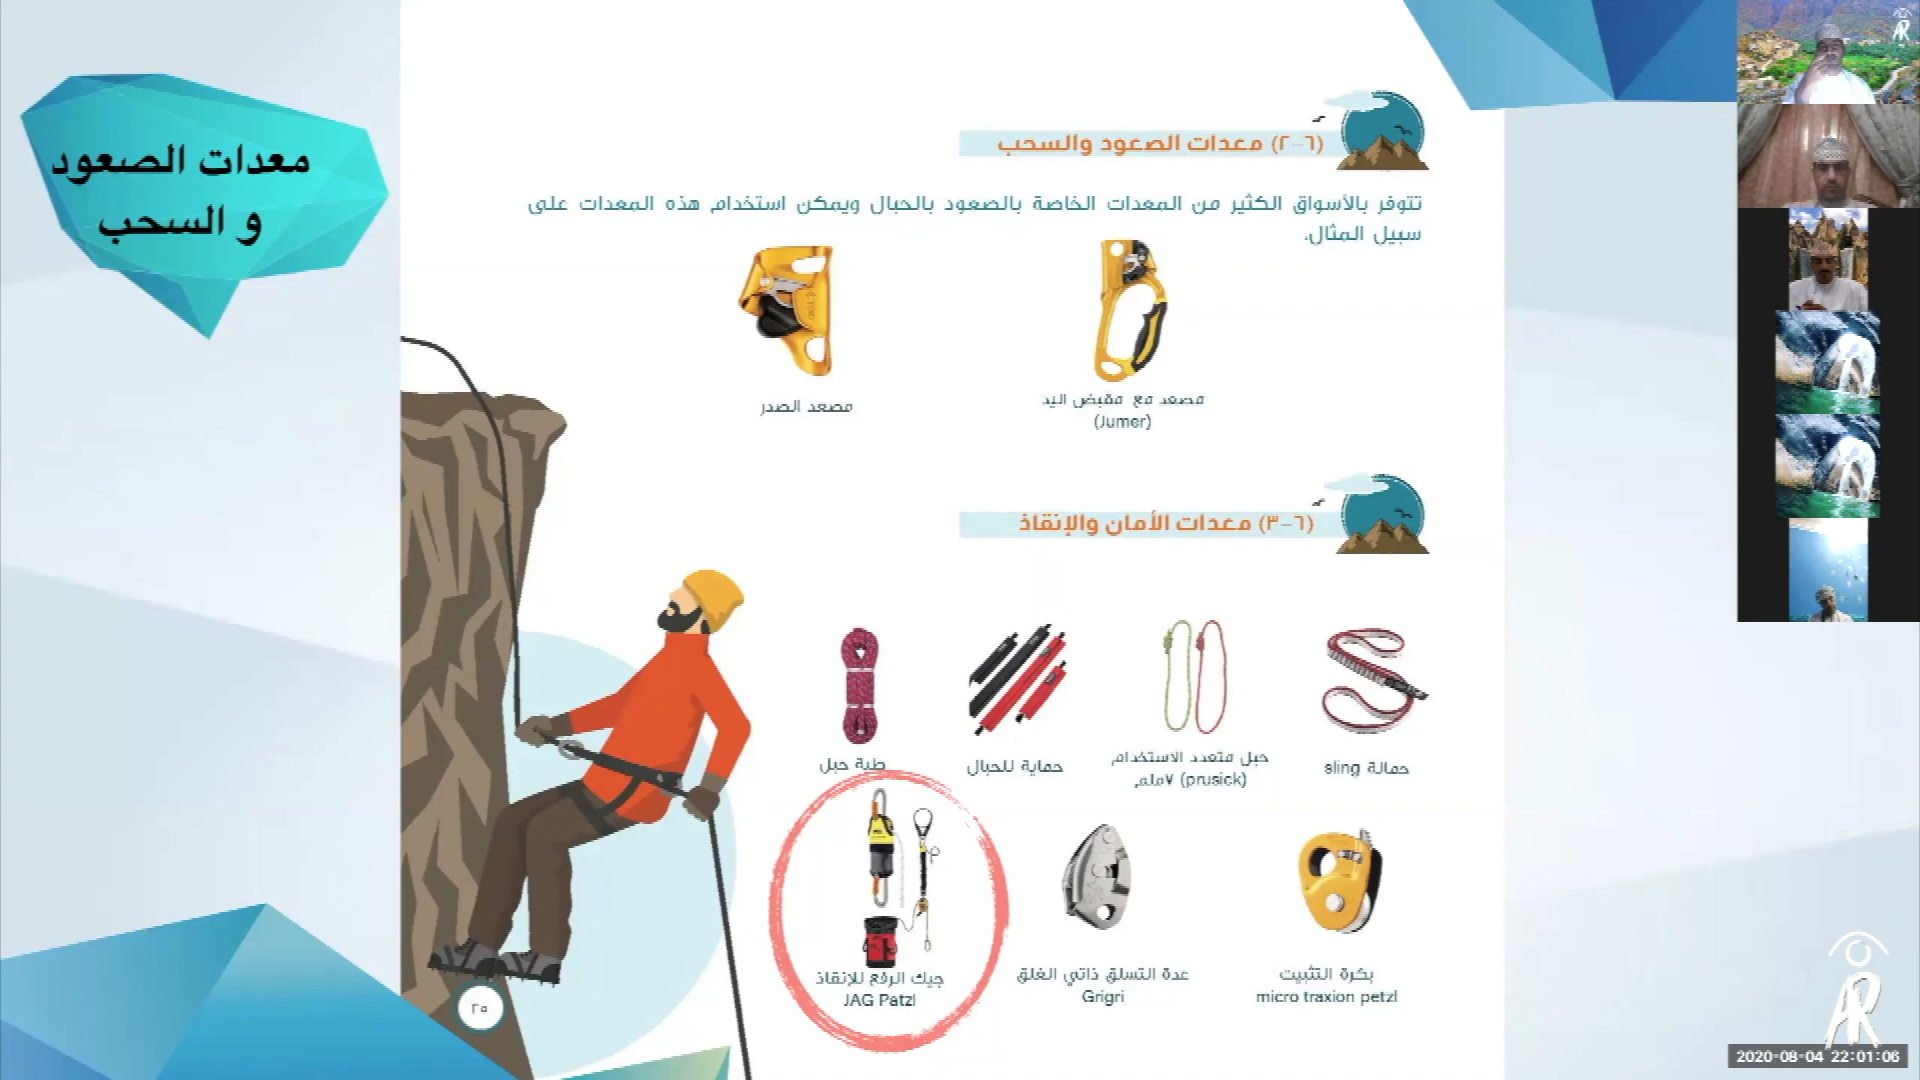 معدات الصعود
و السحب
(٦-٢) معدات الصعود والسحب
تتوفر بالأسواق الكثير من المعدات الخاصة بالصعود بالحبال ويمكن استخدام هذه المعدات على
سبيل المثال.
مصعد مع مقبض اليد
(Jumer)
مصعد الصدر
(٦-٣) معدات الأمان والإنقاذ
حمالة sling
حبل متعدد الاستخدام
(prusick) ٧ملم
حماية للحبال
طبة حبل
بكرة التثبيت
micro traxion petzl
عدة التسلق ذاتي الغلق
Grigri
جيك الرفع للإنقاذ
JAG Patzl
٢٥
AR
AR
2020-08-04 22:01:06